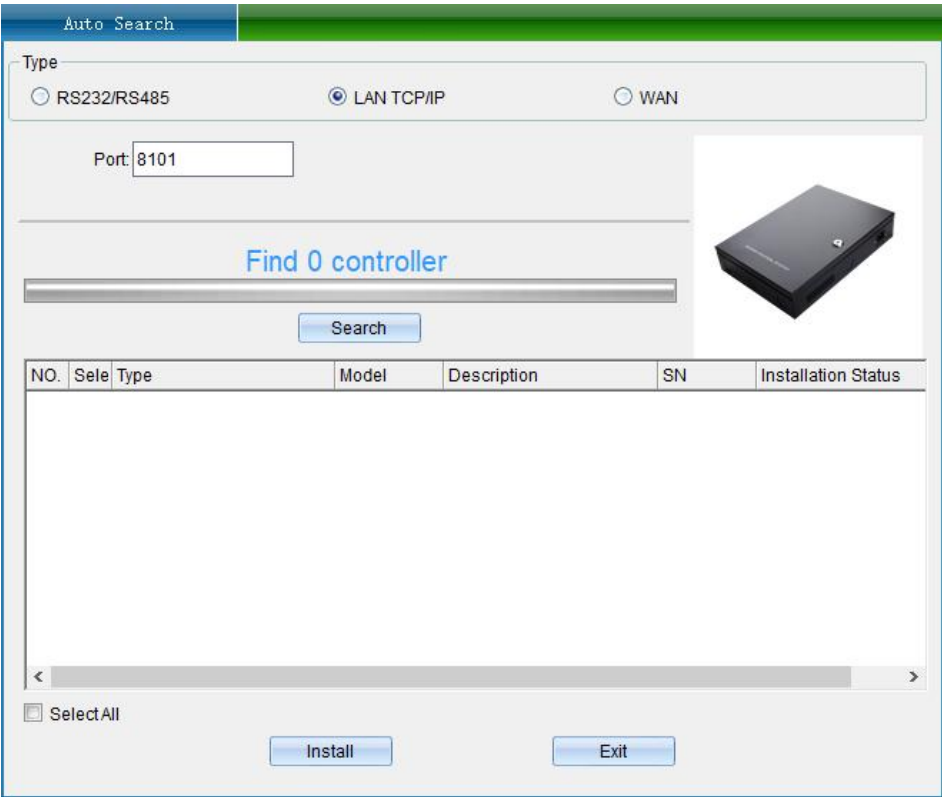 Auto Search
Type
RS232/RS485 LAN TCP/IP WAN
Port: 8101
Find 0 controller
Search
NO. Sele Type Model Description SN Installation Status
Select All
Install Exit